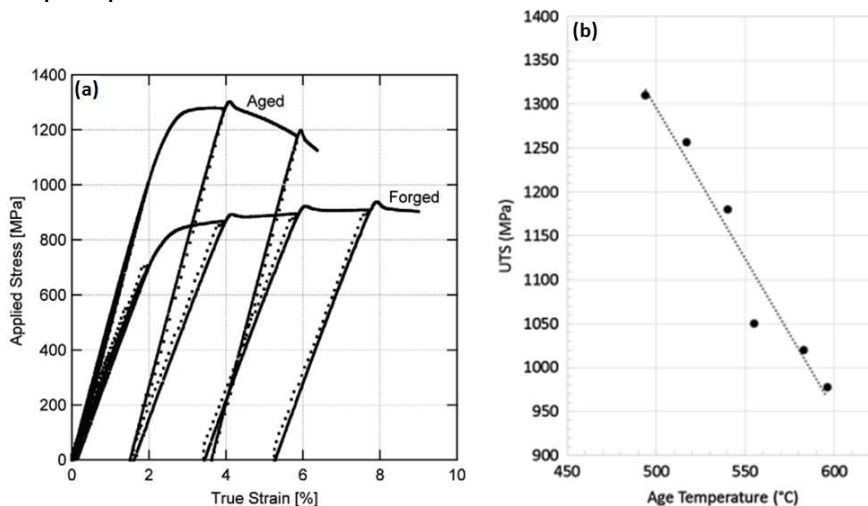 (a)
1400
1200
1000
800
600
400
200
0
Applied Stress [MPa]
Aged
Forged
0 2 4 6 8 10
True Strain [%]
(b)
1400
1350
1300
1250
1200
1150
1100
1050
1000
950
900
UTS (MPa)
450 500 550 600
Age Temperature (°C)